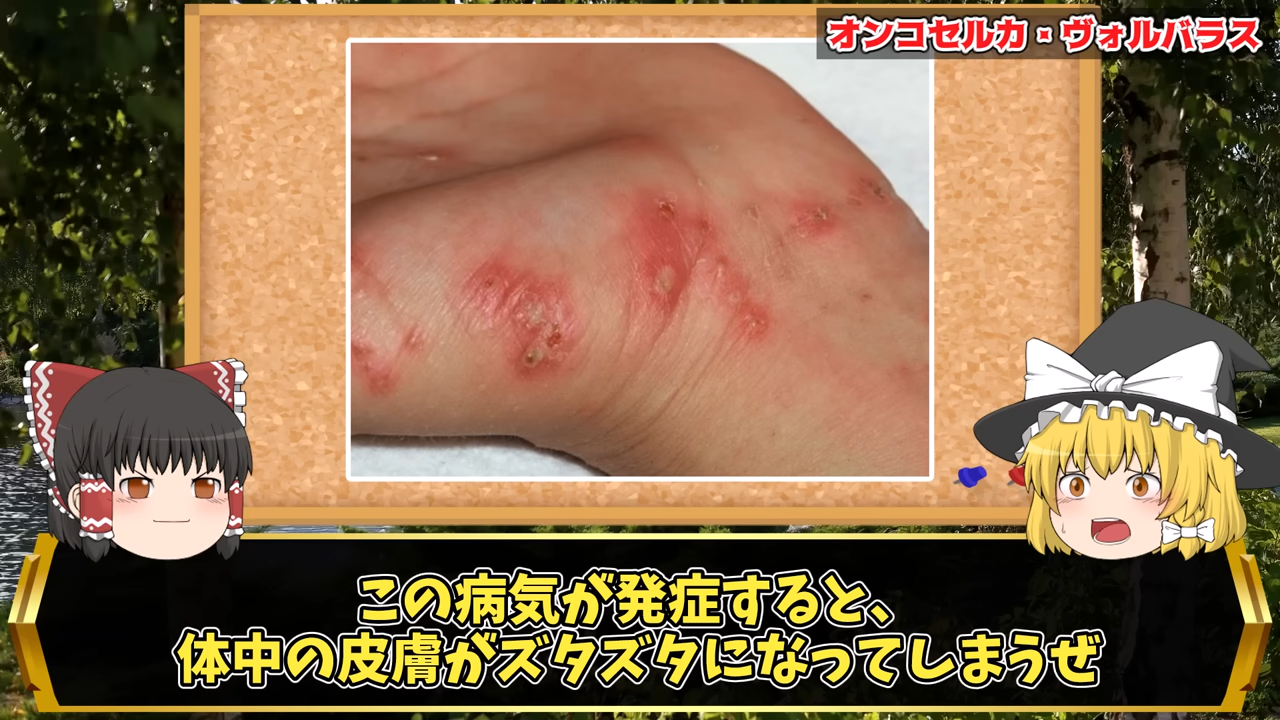 オンコセルカ・ヴォルバラス
この病気が発症すると、
体中の皮膚がズタズタになってしまうぜ